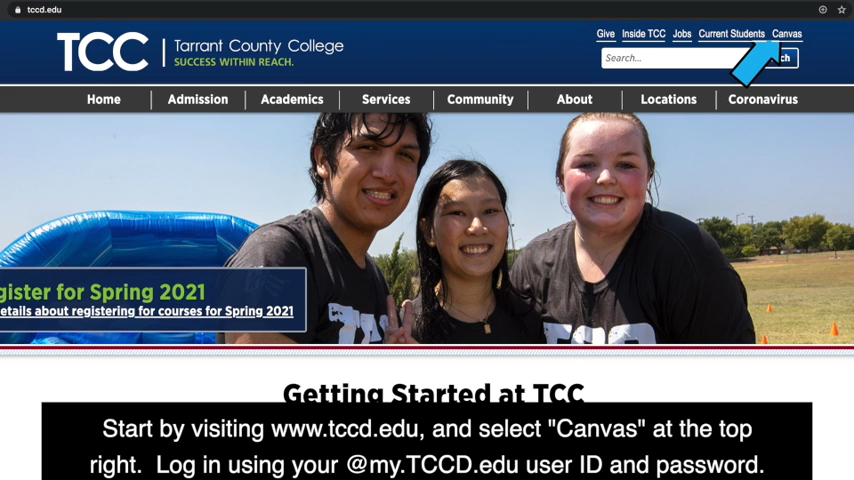 tccd.edu
Give Inside TCC Jobs Current Students Canvas
TCC Tarrant County College
SUCCESS WITHIN REACH.
Search...
Home Admission Academics Services Community About Locations Coronavirus
gister for Spring 2021
etails about registering for courses for Spring 2021
Getting Started at TCC
Start by visiting www.tccd.edu, and select "Canvas" at the top
right. Log in using your @my.TCCD.edu user ID and password.